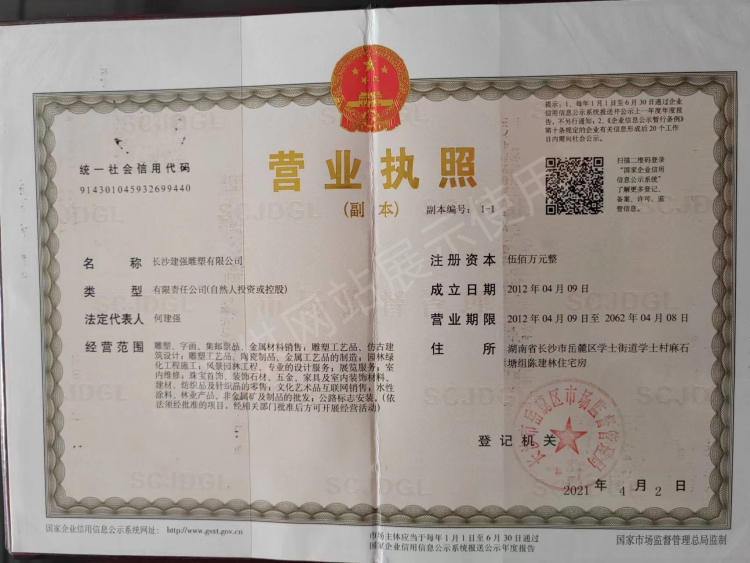 提示：1、每年1月1日至6月30日通过企业
信用信息公示系统报送并公示上一年度年度报
告，不另行通知；2、《企业信息公示暂行条例》
第十条规定的企业有关信息形成后20个工作
日内需向社会公示。
统一社会信用代码
914301045932699440
营业执照
(副本)
副本编号：1-1
扫描二维码登录
“国家企业信用
信息公示系统”
了解更多登记、
备案、许可、监
管信息。
名称 长沙建强雕塑有限公司
类型 有限责任公司(自然人投资或控股)
法定代表人 何建强
经营范围 雕塑、字画、集邮票品、金属材料销售；雕塑工艺品、仿古建
筑设计；雕塑工艺品、陶瓷制品、金属工艺品的制造；园林绿
化工程施工；风景园林工程、专业的设计服务；展览服务；室
内维修；珠宝首饰、装饰石材、五金、家具及室内装饰材料、
建材、纺织品及针织品的零售；文化艺术品互联网销售；水性
涂料、林业产品、非金属矿及制品的批发；公路标志安装。(依
法须经批准的项目，经相关部门批准后方可开展经营活动)
注册资本 伍佰万元整
成立日期 2012年04月09日
营业期限 2012年04月09日至2062年04月08日
住所 湖南省长沙市岳麓区学士街道学士村麻石
塘组陈建林住宅房
登记机关
长沙市岳麓区市场监督管理局
2021年4月2日
SCJDGL
网站展示使用
国家企业信用信息公示系统网址：http://www.gsxt.gov.cn
市场主体应当于每年1月1日至6月30日通过
国家企业信用信息公示系统报送公示年度报告
国家市场监督管理总局监制